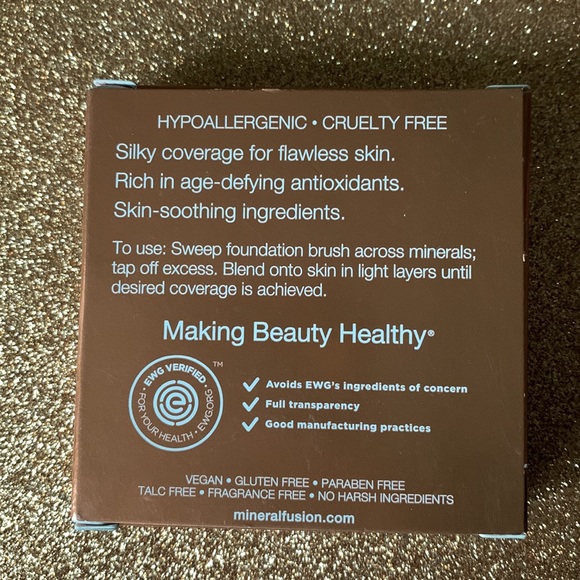 HYPOALLERGENIC • CRUELTY FREE
Silky coverage for flawless skin.
Rich in age-defying antioxidants.
Skin-soothing ingredients.
To use: Sweep foundation brush across minerals;
tap off excess. Blend onto skin in light layers until
desired coverage is achieved.
Making Beauty Healthy®
EWG VERIFIED ™
• FOR YOUR HEALTH • EWG.ORG
Avoids EWG's ingredients of concern
Full transparency
Good manufacturing practices
VEGAN • GLUTEN FREE • PARABEN FREE
TALC FREE • FRAGRANCE FREE • NO HARSH INGREDIENTS
mineralfusion.com